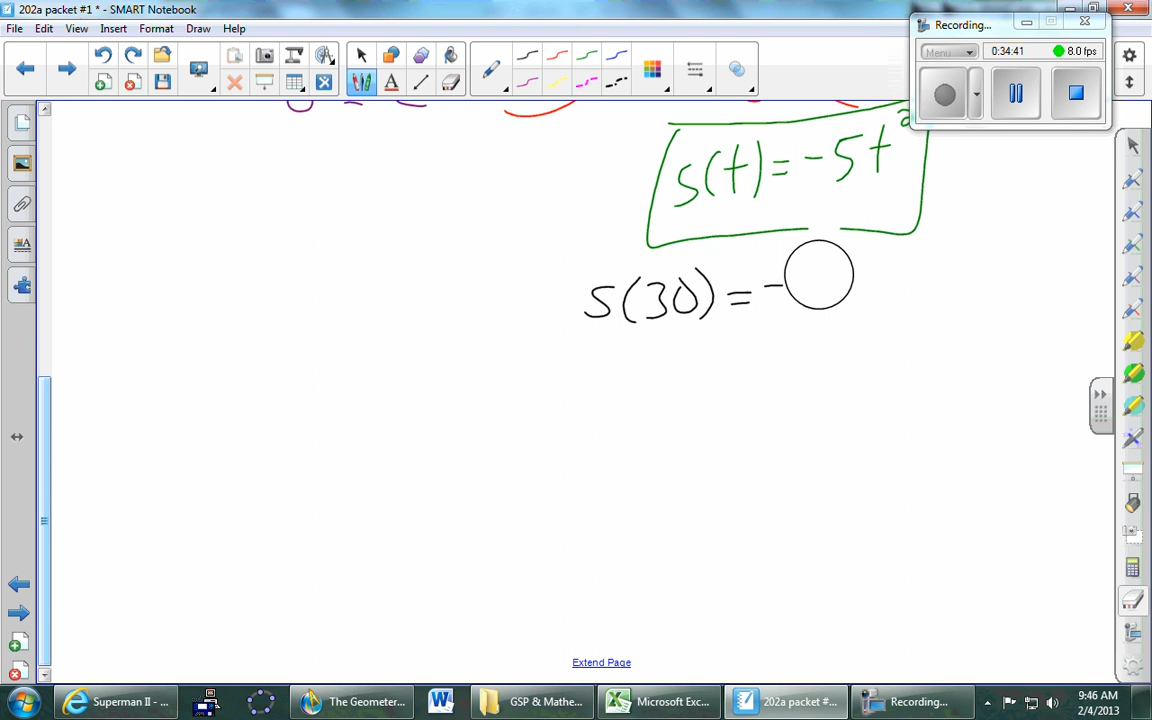 202a packet #1 * - SMART Notebook
File Edit View Insert Format Draw Help
Recording...
Menu 0:34:41 8.0 fps
s(t)=-5t²
s(30)=-
Extend Page
Superman II - ... The Geometer... GSP & Mathe... Microsoft Exc... 202a packet #... Recording...
9:46 AM
2/4/2013